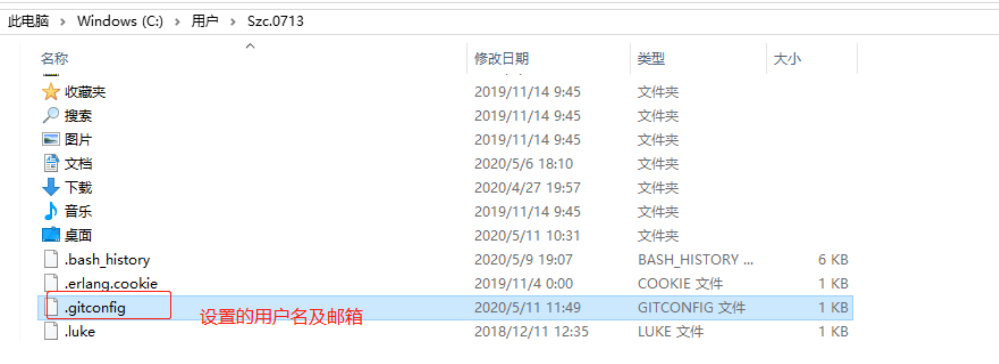 此电脑 > Windows (C:) > 用户 > Szc.0713
名称 修改日期 类型 大小
收藏夹 2019/11/14 9:45 文件夹
搜索 2019/11/14 9:45 文件夹
图片 2019/11/14 9:45 文件夹
文档 2020/5/6 18:10 文件夹
下载 2020/4/27 19:57 文件夹
音乐 2019/11/14 9:45 文件夹
桌面 2020/5/11 10:31 文件夹
.bash_history 2020/5/9 19:07 BASH_HISTORY ... 6 KB
.erlang.cookie 2019/11/4 0:00 COOKIE 文件 1 KB
.gitconfig 2020/5/11 11:49 GITCONFIG 文件 1 KB
设置的用户名及邮箱
.luke 2018/12/11 12:35 LUKE 文件 1 KB